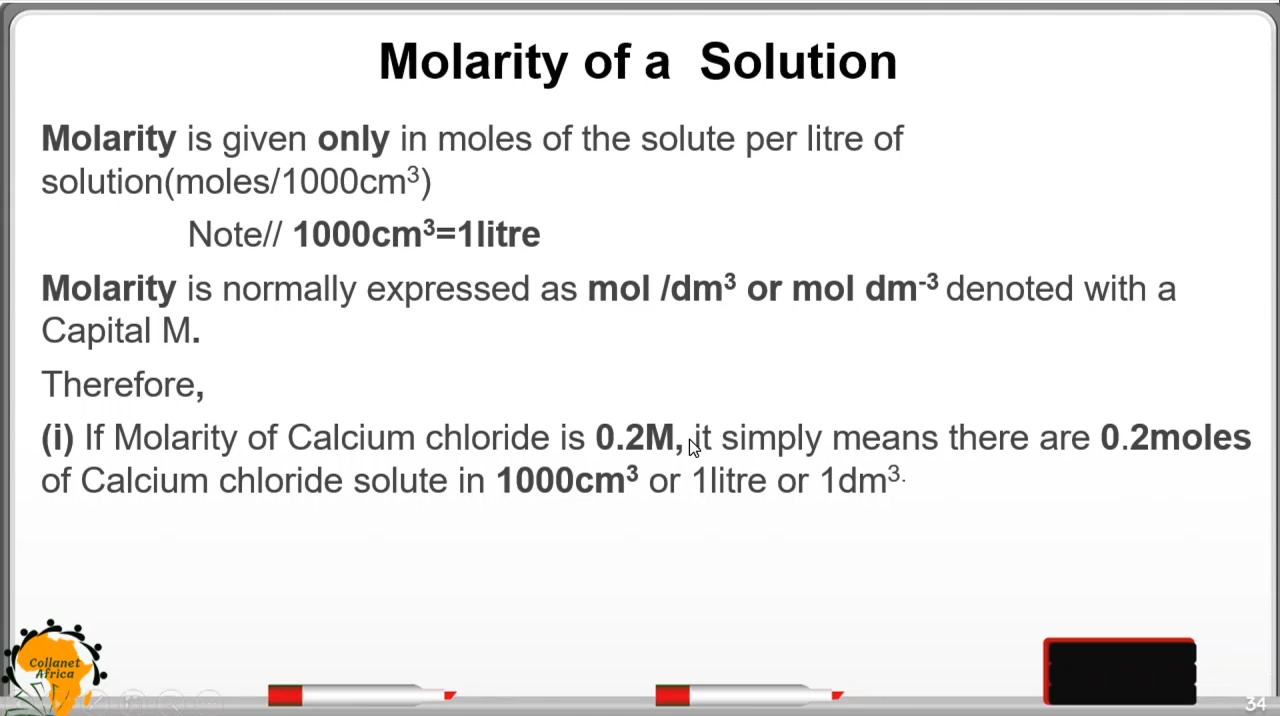 Molarity of a Solution
Molarity is given only in moles of the solute per litre of
solution(moles/1000cm³)
Note// 1000cm³=1litre
Molarity is normally expressed as mol /dm³ or mol dm⁻³ denoted with a
Capital M.
Therefore,
(i) If Molarity of Calcium chloride is 0.2M, it simply means there are 0.2moles
of Calcium chloride solute in 1000cm³ or 1litre or 1dm³.
Collanet
Africa
34